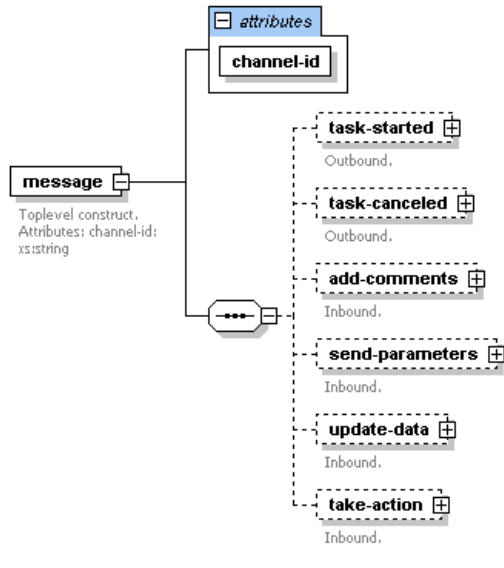 attributes
channel-id
message
Toplevel construct.
Attributes: channel-id:
xs:string
task-started
Outbound.
task-canceled
Outbound.
add-comments
Inbound.
send-parameters
Inbound.
update-data
Inbound.
take-action
Inbound.